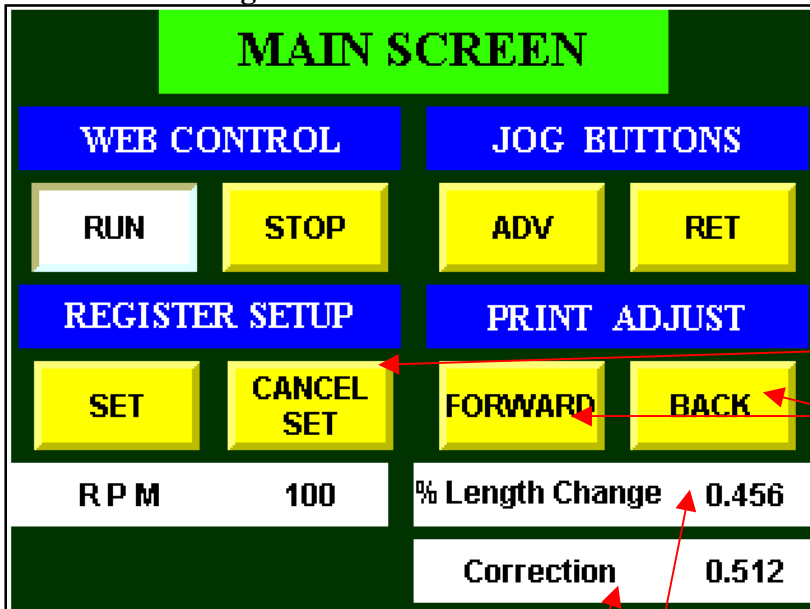 MAIN SCREEN
WEB CONTROL
JOG BUTTONS
RUN
STOP
ADV
RET
REGISTER SETUP
PRINT ADJUST
SET
CANCEL
SET
FORWARD
BACK
RPM 100
% Length Change 0.456
Correction 0.512